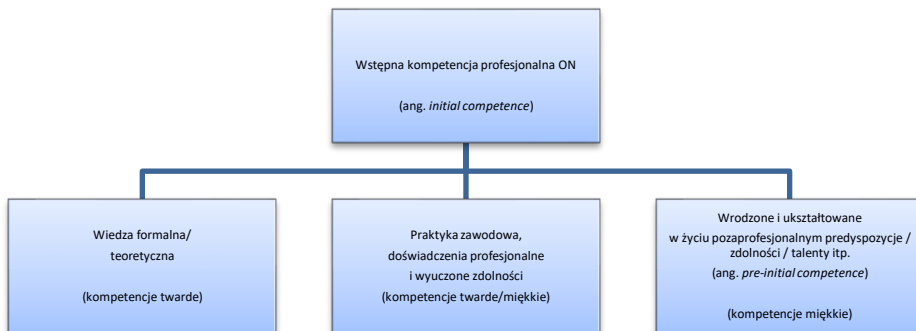 Wstępna kompetencja profesjonalna ON
(ang. initial competence)
Wiedza formalna/
teoretyczna
(kompetencje twarde)
Praktyka zawodowa,
doświadczenia profesjonalne
i wyuczone zdolności
(kompetencje twarde/miękkie)
Wrodzone i ukształtowane
w życiu pozaprofesjonalnym predyspozycje /
zdolności / talenty itp.
(ang. pre-initial competence)
(kompetencje miękkie)